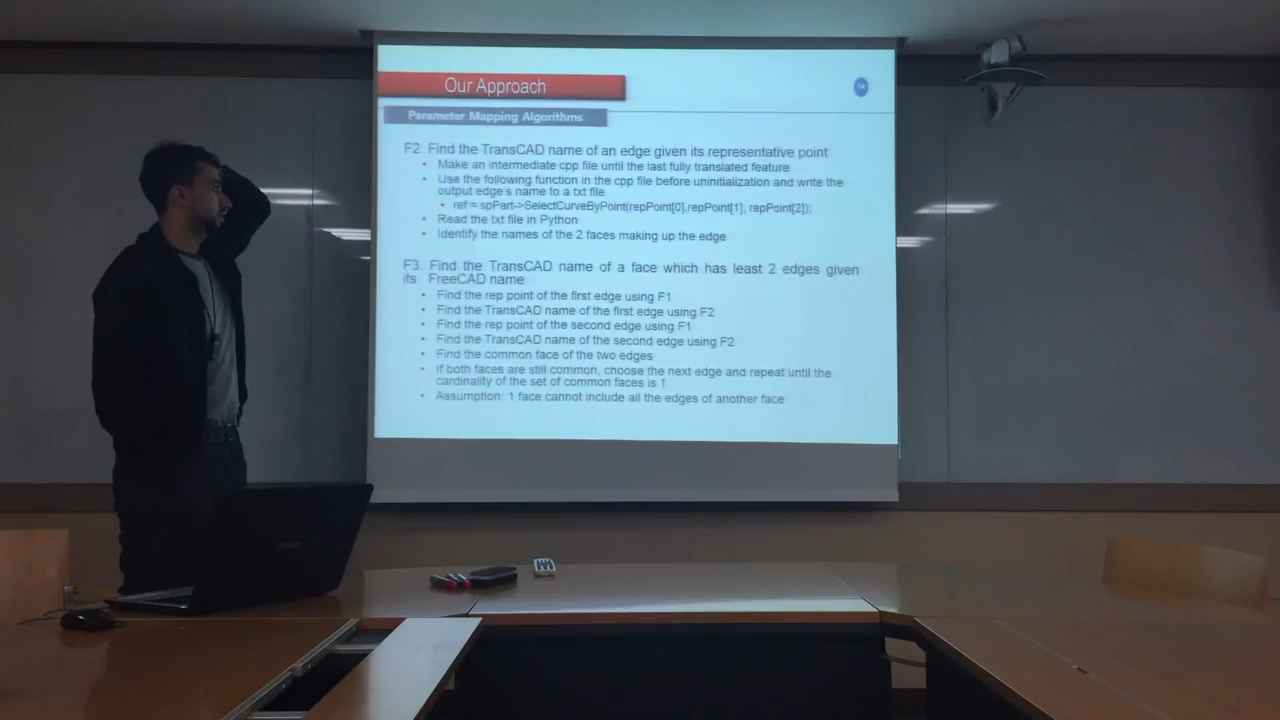 Our Approach
14
Parameter Mapping Algorithms
F2. Find the TransCAD name of an edge given its representative point
• Make an intermediate cpp file until the last fully translated feature
• Use the following function in the cpp file before uninitialization and write the
output edge's name to a txt file
• ref = spPart->SelectCurveByPoint(repPoint[0],repPoint[1], repPoint[2]);
• Read the txt file in Python
• Identify the names of the 2 faces making up the edge
F3. Find the TransCAD name of a face which has least 2 edges given
its FreeCAD name
• Find the rep point of the first edge using F1
• Find the TransCAD name of the first edge using F2
• Find the rep point of the second edge using F1
• Find the TransCAD name of the second edge using F2
• Find the common face of the two edges
• If both faces are still common, choose the next edge and repeat until the
cardinality of the set of common faces is 1
• Assumption: 1 face cannot include all the edges of another face